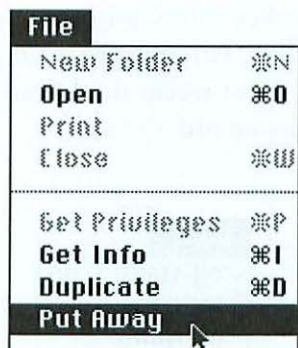 File
New Folder ⌘N
Open ⌘O
Print
Close ⌘W
Get Privileges ⌘P
Get Info ⌘I
Duplicate ⌘D
Put Away